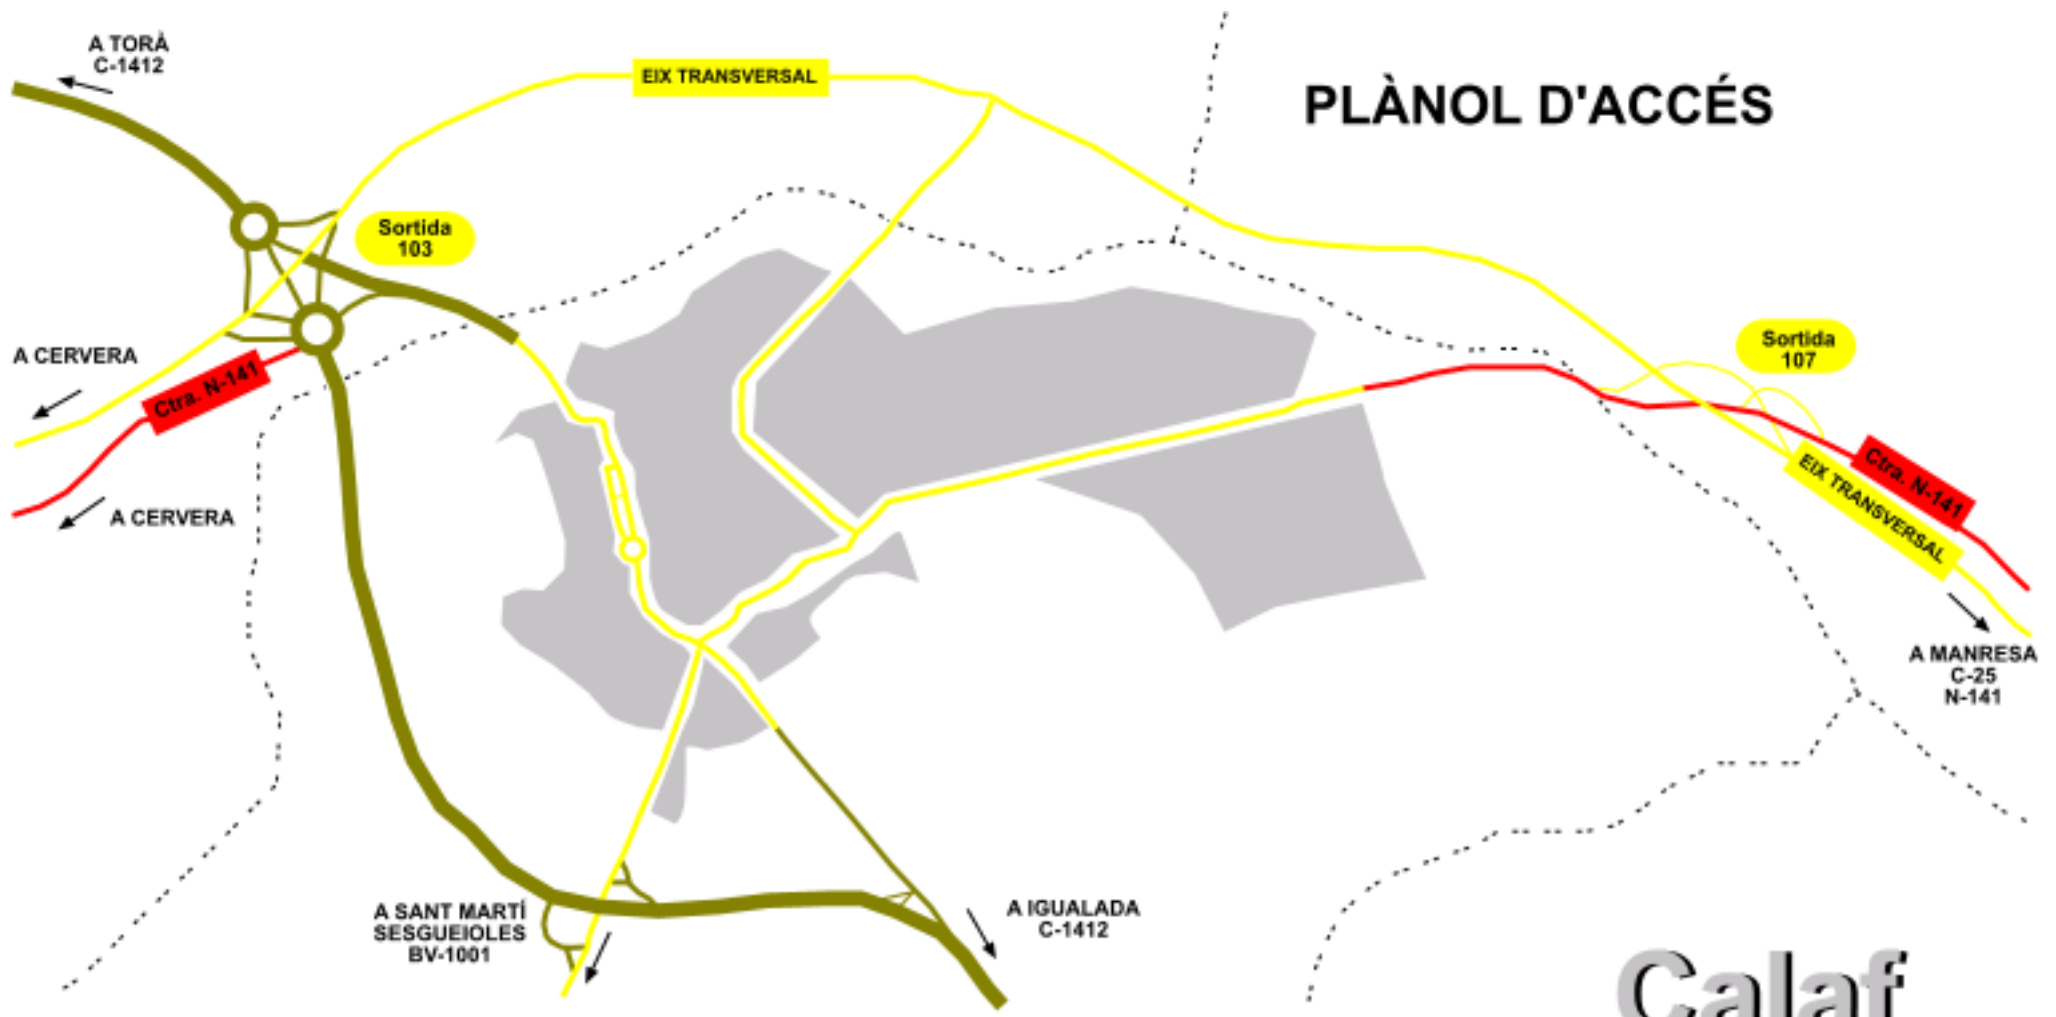 A TORÀ
C-1412
EIX TRANSVERSAL
PLÀNOL D'ACCÉS
Sortida
103
A CERVERA
Ctra. N-141
A CERVERA
Sortida
107
Ctra. N-141
EIX TRANSVERSAL
A MANRESA
C-25
N-141
A SANT MARTÍ
SESGUEIOLES
BV-1001
A IGUALADA
C-1412
Calaf